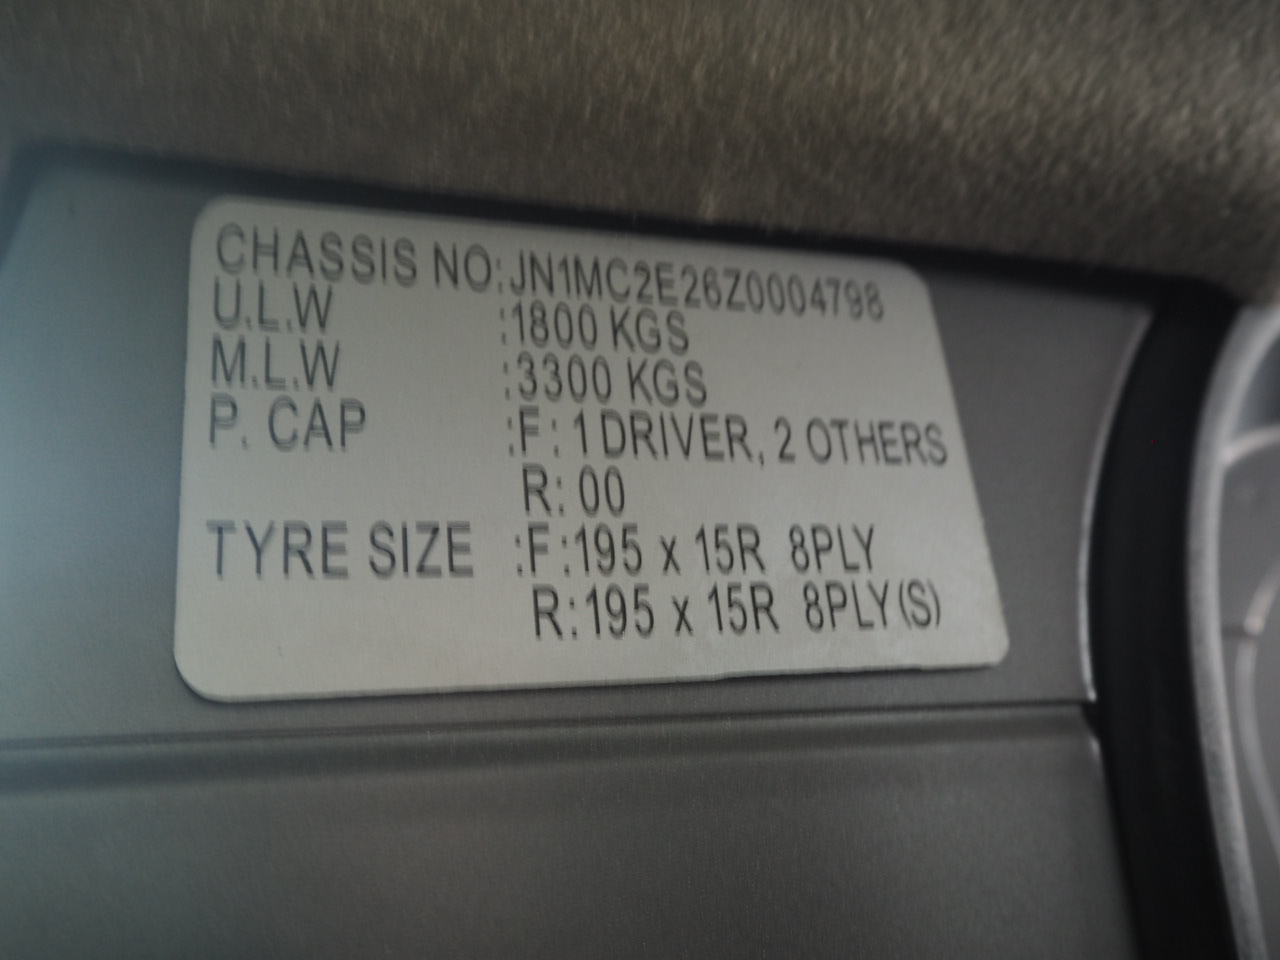 CHASSIS NO:JN1MC2E26Z0004798
U.L.W :1800 KGS
M.L.W :3300 KGS
P. CAP :F: 1 DRIVER, 2 OTHERS
R: 00
TYRE SIZE :F:195 x 15R 8PLY
R:195 x 15R 8PLY(S)